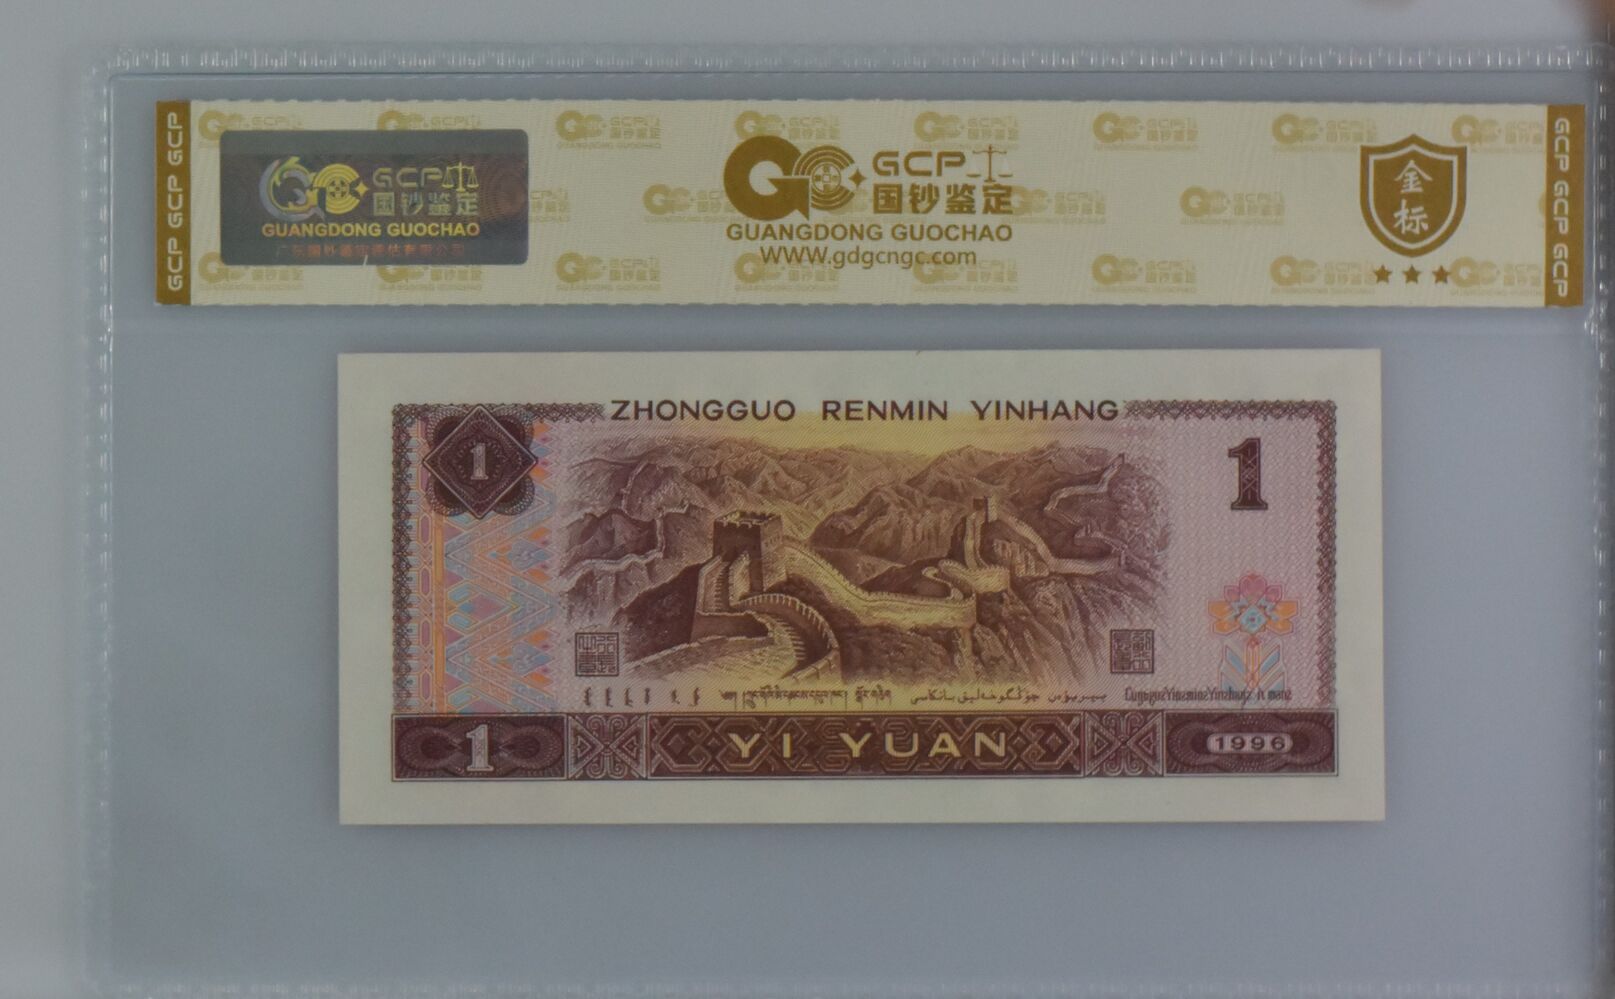 GCP GCP GCP
GCP
国钞鉴定
GUANGDONG GUOCHAO
GCP
国钞鉴定
GUANGDONG GUOCHAO
WWW.gdgcngc.com
金标
GCP GCP GCP
ZHONGGUO RENMIN YINHANG
1
1
1
YI YUAN
1996